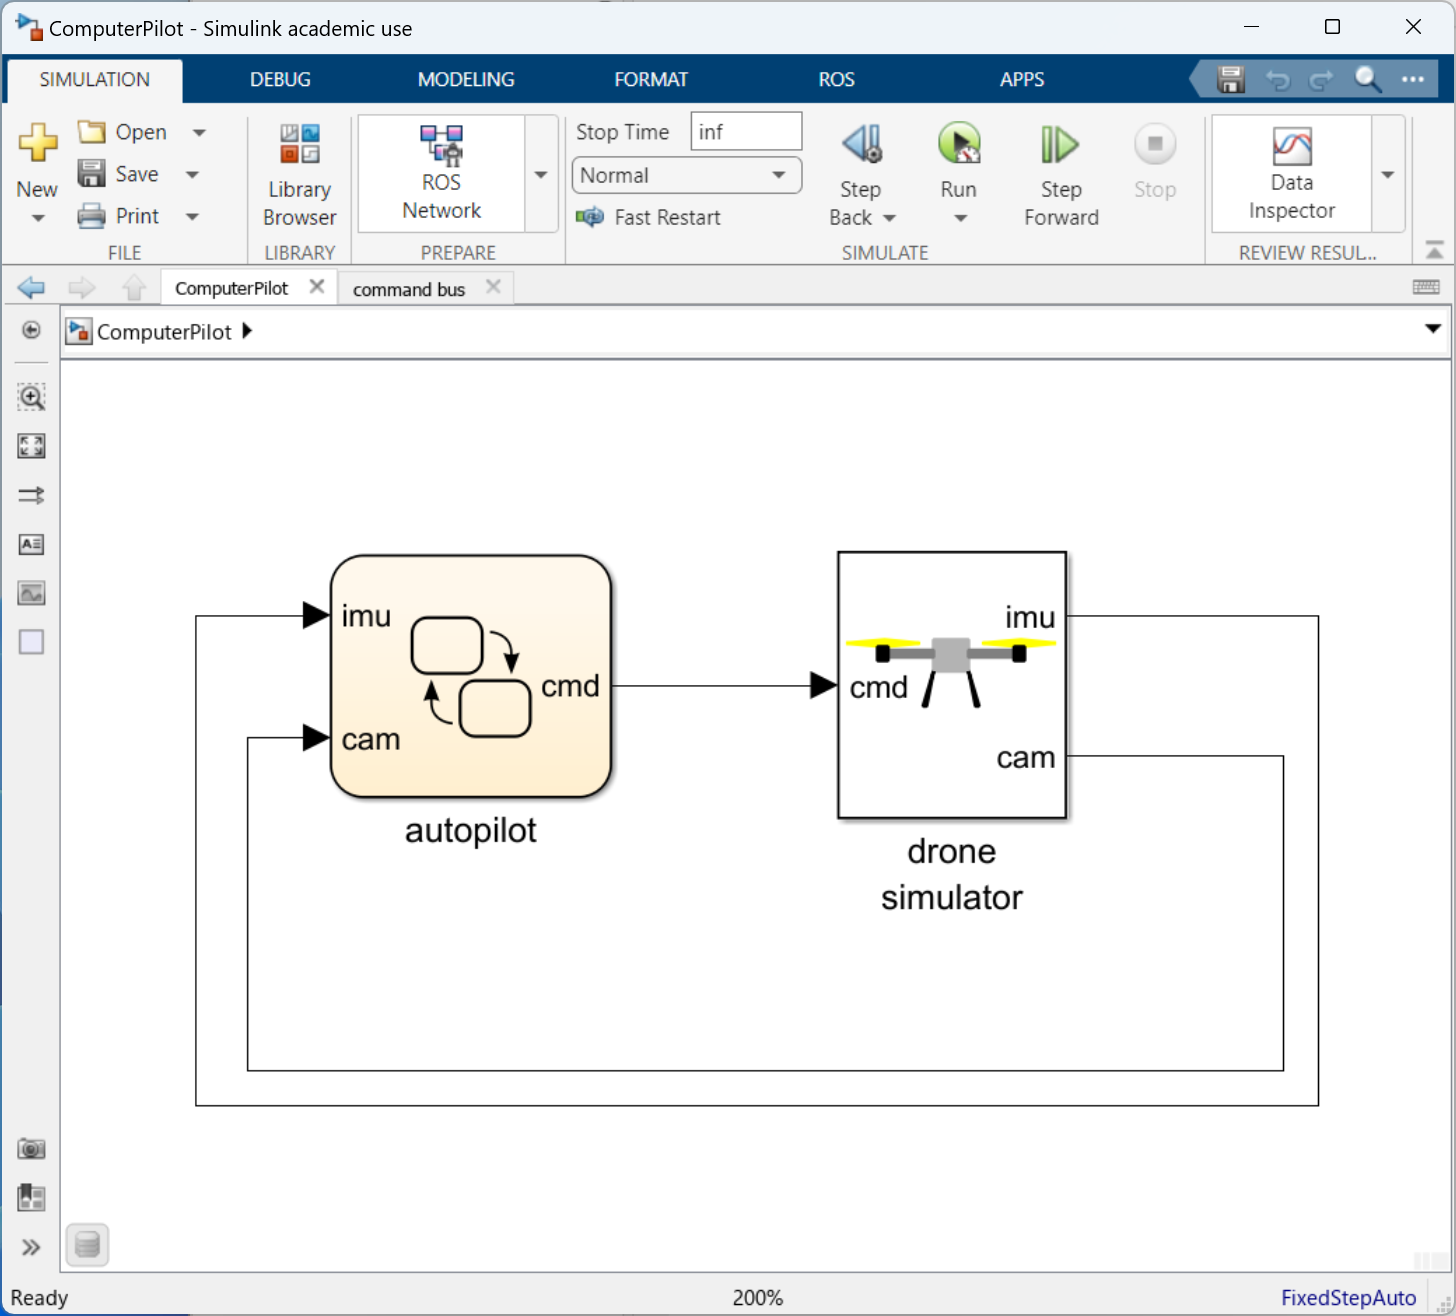 ComputerPilot - Simulink academic use
SIMULATION DEBUG MODELING FORMAT ROS APPS
New
Open
Save
Print
FILE
Library
Browser
LIBRARY
ROS
Network
PREPARE
Stop Time inf
Normal
Fast Restart
Step
Back
Run
Step
Forward
Stop
SIMULATE
Data
Inspector
REVIEW RESUL...
ComputerPilot command bus
ComputerPilot
imu
cam
cmd
autopilot
cmd
imu
cam
drone
simulator
Ready 200% FixedStepAuto